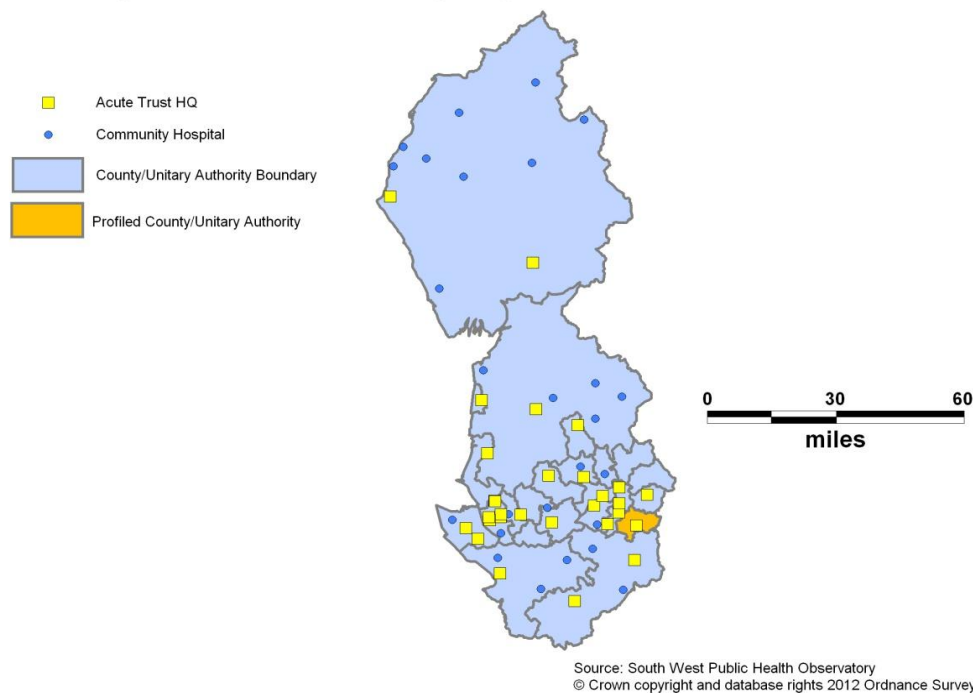 Acute Trust HQ
Community Hospital
County/Unitary Authority Boundary
Profiled County/Unitary Authority
0 30 60
miles
Source: South West Public Health Observatory
© Crown copyright and database rights 2012 Ordnance Survey